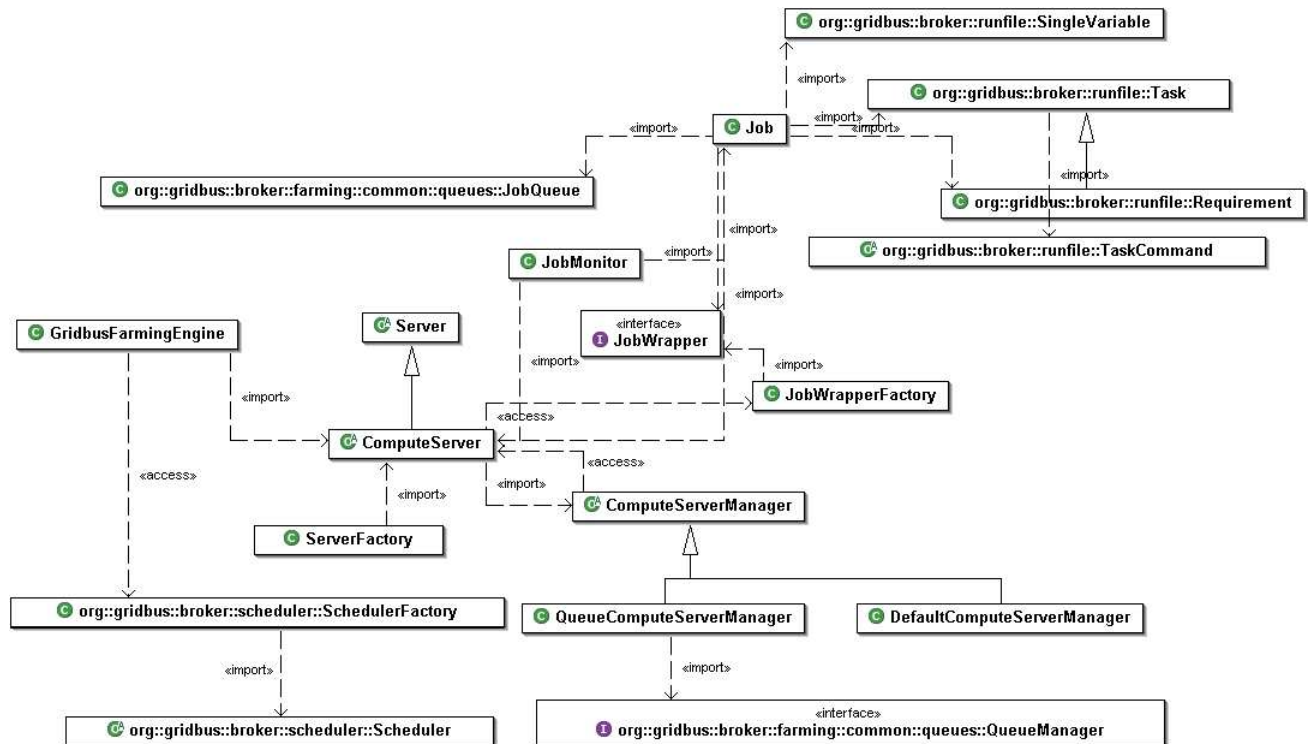 org::gridbus::broker::runfile::SingleVariable
«import»
org::gridbus::broker::runfile::Task
«import»
Job
«import»
«import»
org::gridbus::broker::farming::common::queues::JobQueue
«import»
org::gridbus::broker::runfile::Requirement
«import»
JobMonitor
«import»
org::gridbus::broker::runfile::TaskCommand
«import»
GridbusFarmingEngine
Server
«interface»
JobWrapper
«import»
«import»
«import»
JobWrapperFactory
«access»
ComputeServer
«access»
«access»
«import»
«import»
ComputeServerManager
ServerFactory
org::gridbus::broker::scheduler::SchedulerFactory
QueueComputeServerManager
DefaultComputeServerManager
«import»
«import»
org::gridbus::broker::scheduler::Scheduler
«interface»
org::gridbus::broker::farming::common::queues::QueueManager